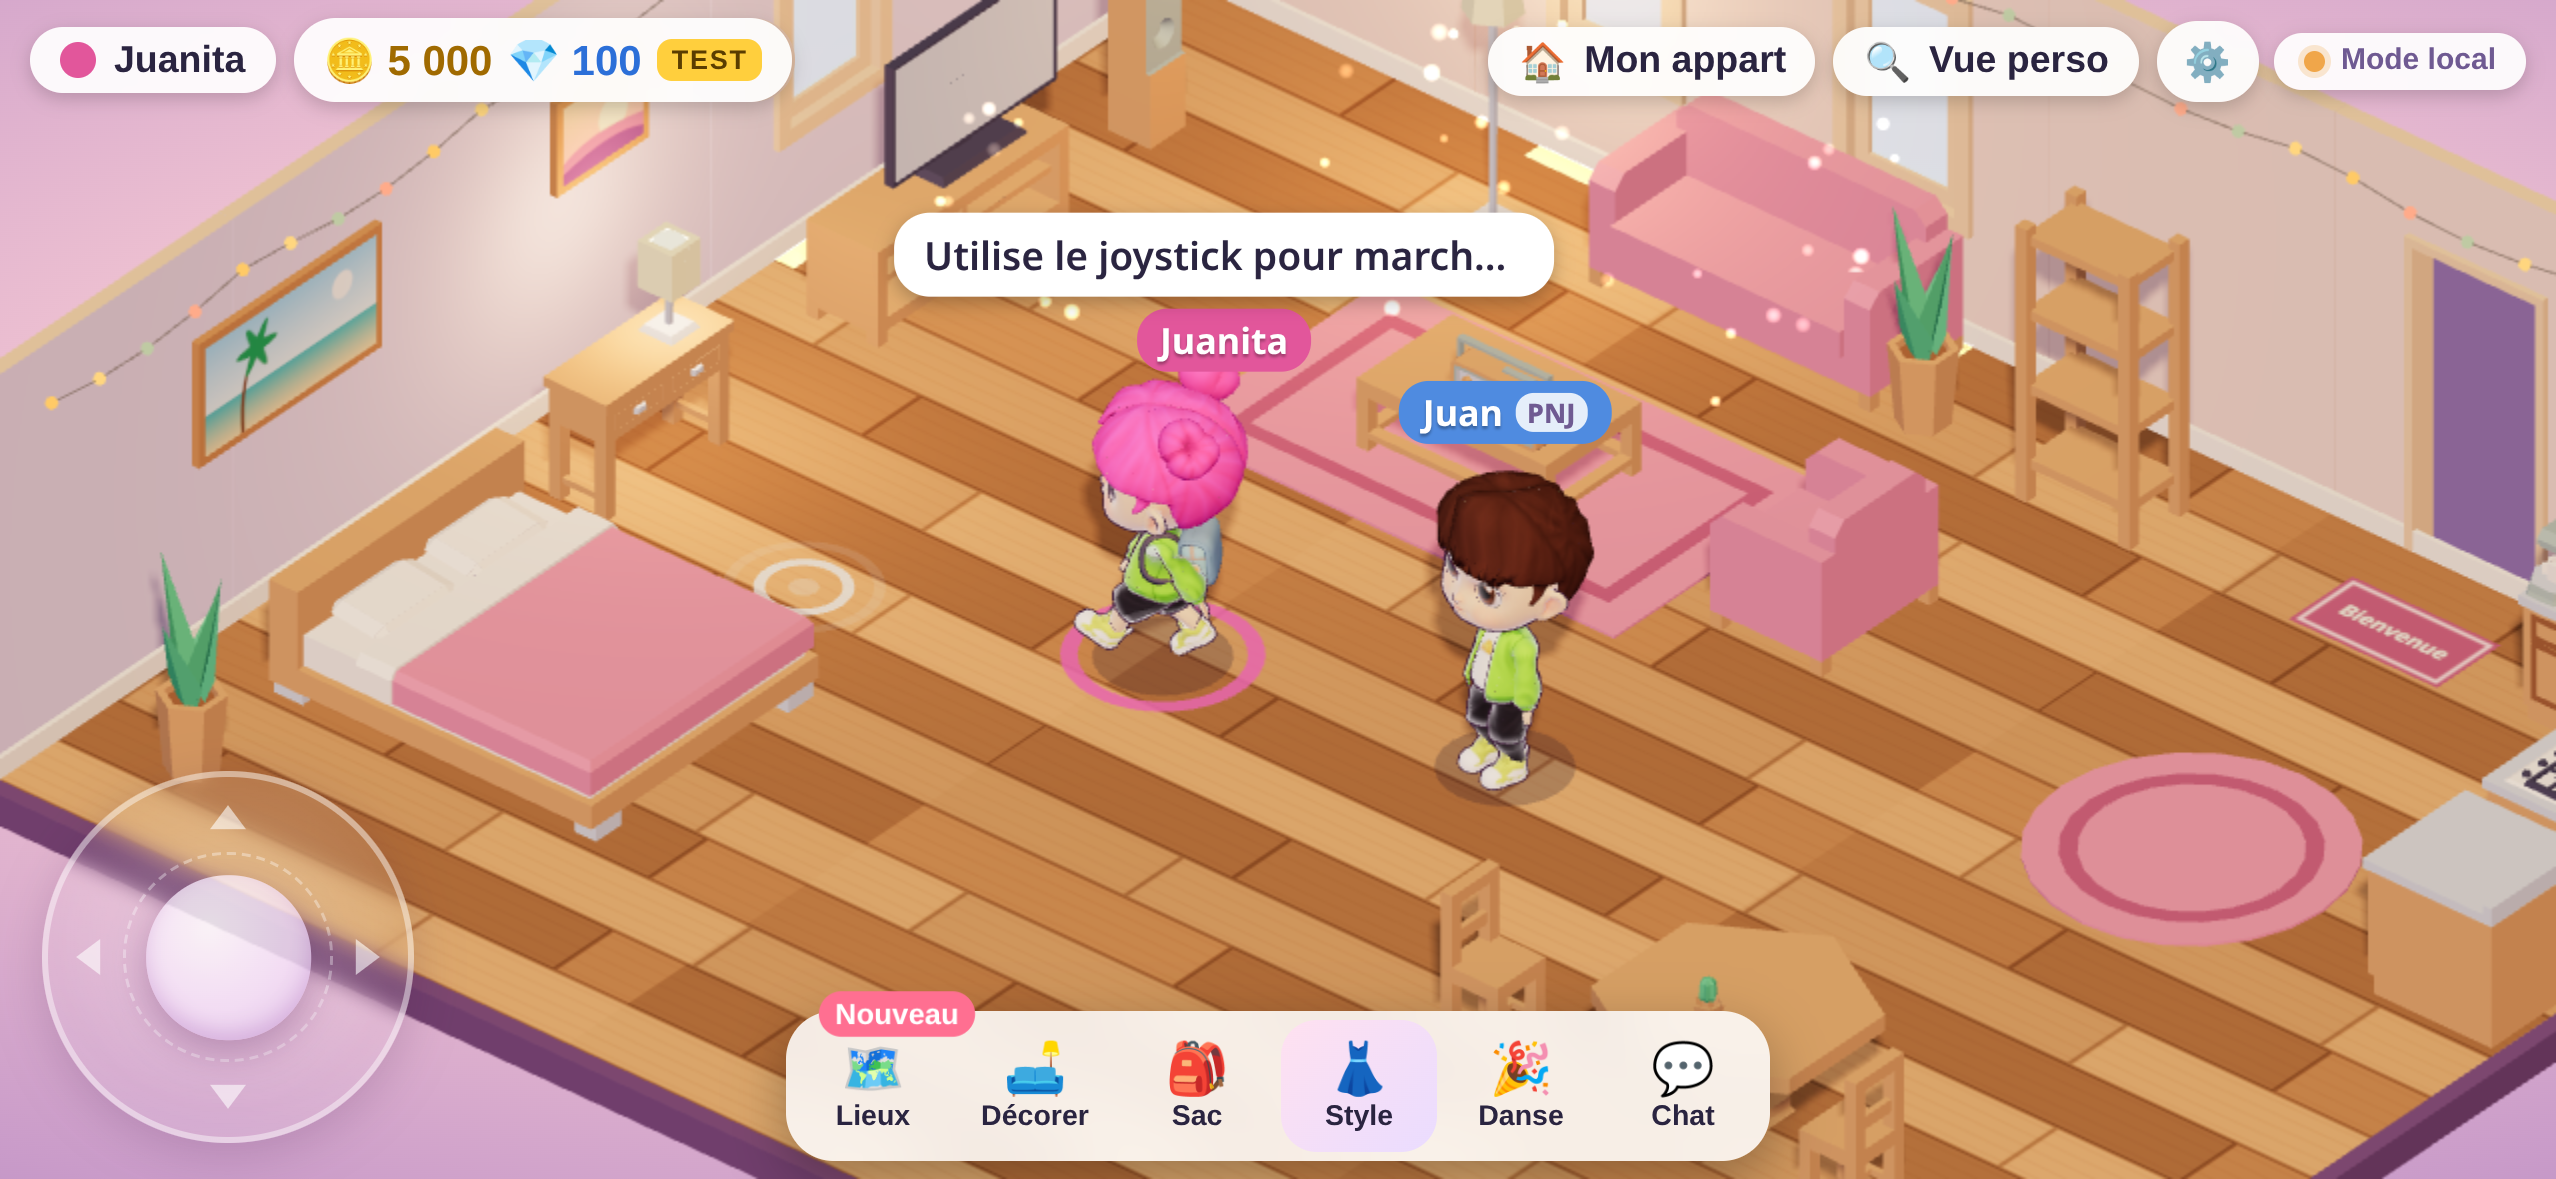 Juanita
5 000
100
TEST
Mon appart
Vue perso
Mode local
Utilise le joystick pour march...
Juanita
Juan PNJ
Bienvenue
Nouveau
Lieux
Décorer
Sac
Style
Danse
Chat